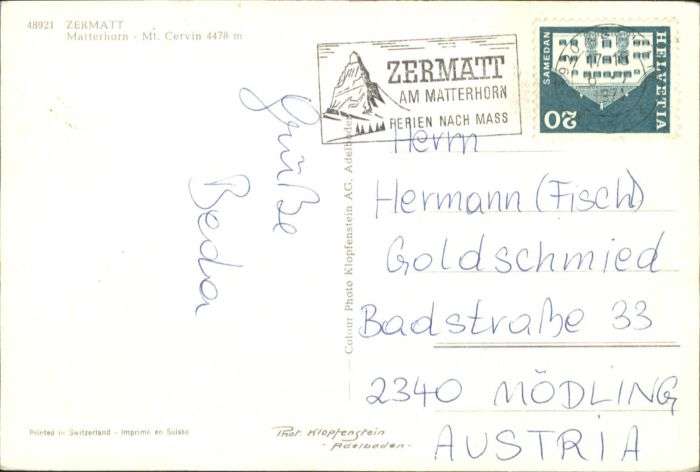 48921 ZERMATT
Matterhorn - Mt. Cervin 4478 m
ZERMATT
AM MATTERHORN
FERIEN NACH MASS
HELVETIA
SAMEDAN
20
Grüße
Beda
Herrn
Hermann (Fischl)
Goldschmied
Badstraße 33
2340 MÖDLING
AUSTRIA
Colour Photo Klopfenstein AG, Adelboden
Printed in Switzerland - Imprimé en Suisse
Phot Klopfenstein
- Adelboden -